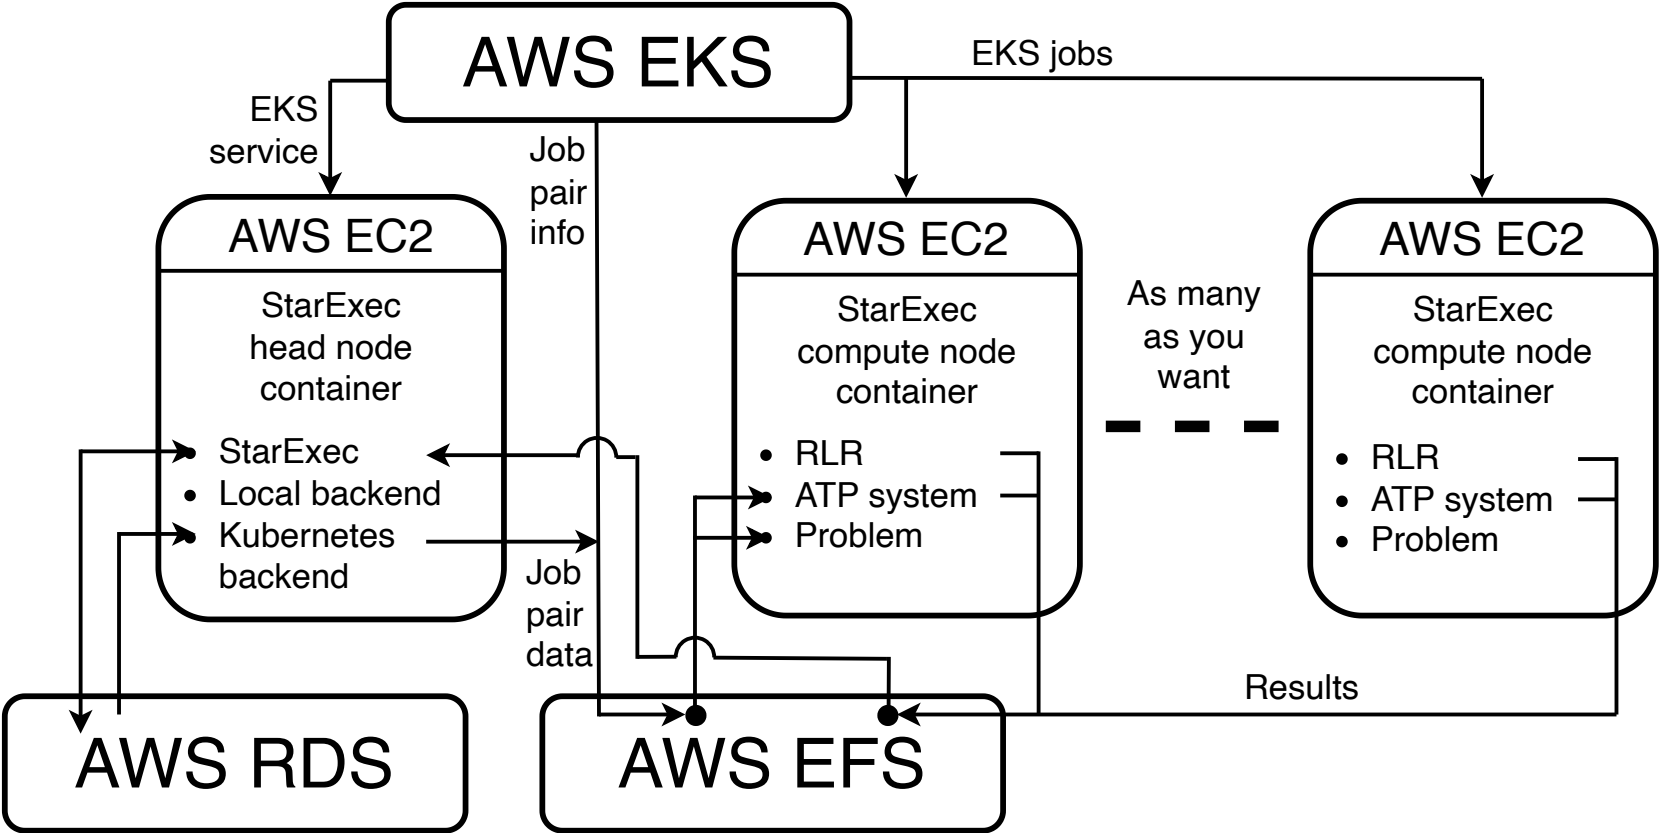 AWS EKS
EKS jobs
EKS
service
Job
pair
info
AWS EC2
StarExec
head node
container
• StarExec
• Local backend
• Kubernetes
backend
AWS EC2
StarExec
compute node
container
• RLR
• ATP system
• Problem
As many
as you
want
AWS EC2
StarExec
compute node
container
• RLR
• ATP system
• Problem
Job
pair
data
Results
AWS RDS
AWS EFS